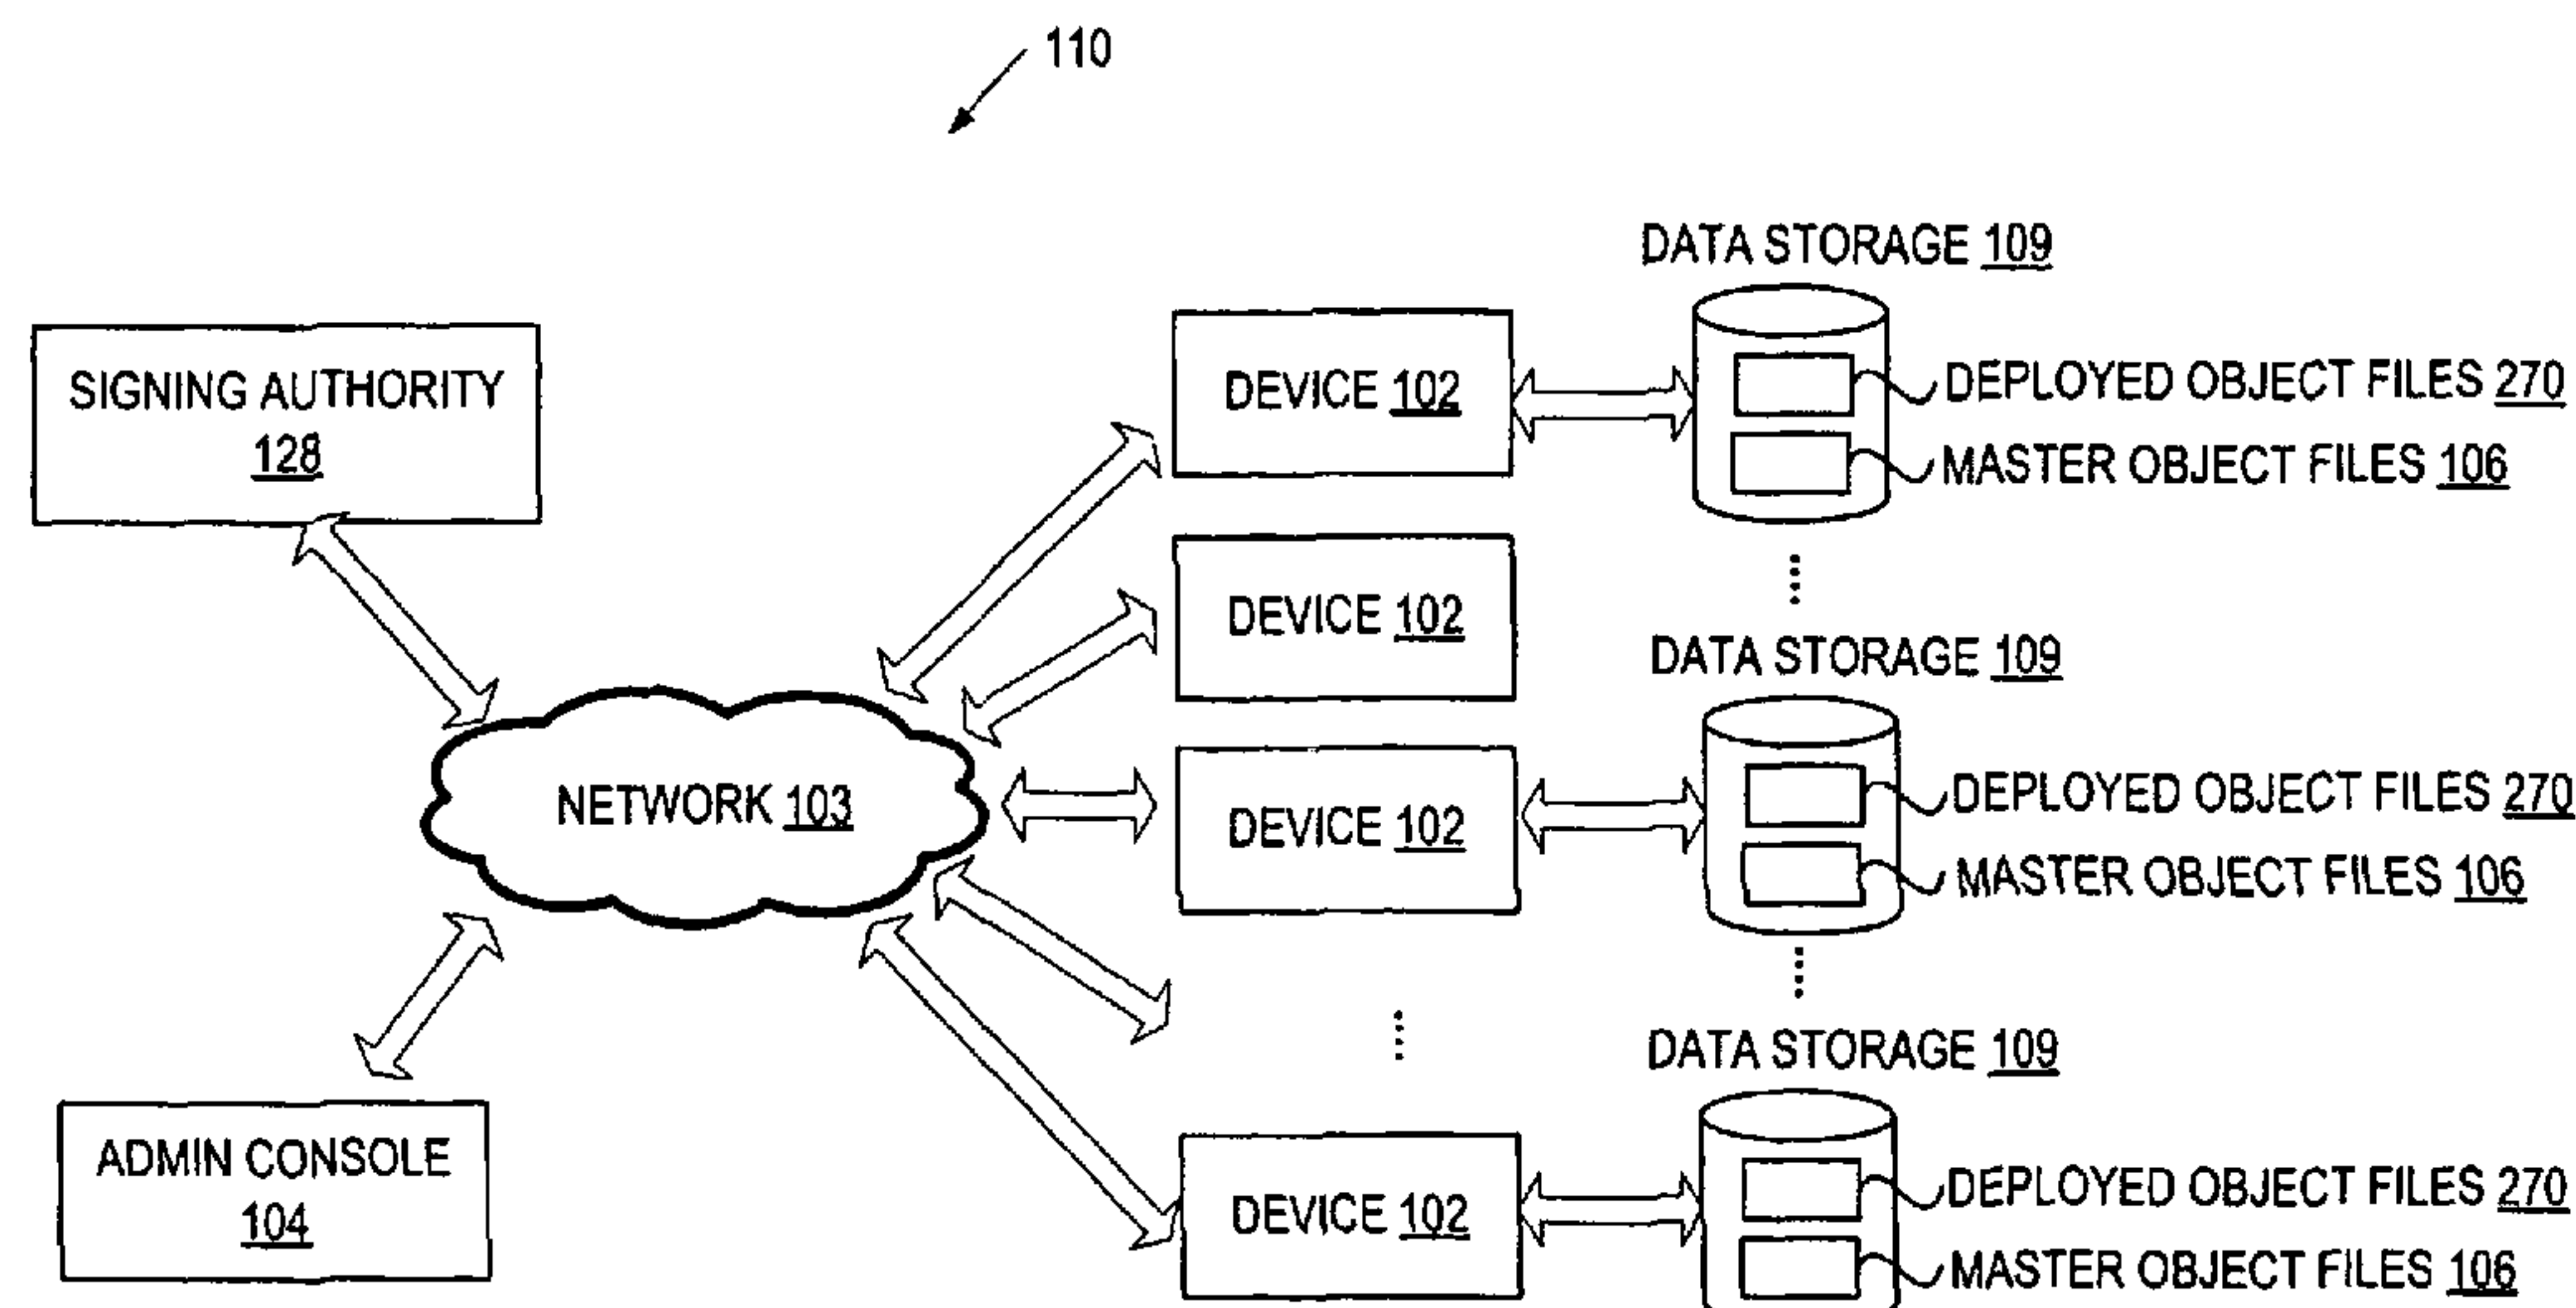 110
DATA STORAGE 109
SIGNING AUTHORITY
128
DEVICE 102
DEPLOYED OBJECT FILES 270
MASTER OBJECT FILES 106
DEVICE 102
DATA STORAGE 109
NETWORK 103
DEVICE 102
DEPLOYED OBJECT FILES 270
MASTER OBJECT FILES 106
DATA STORAGE 109
ADMIN CONSOLE
104
DEVICE 102
DEPLOYED OBJECT FILES 270
MASTER OBJECT FILES 106